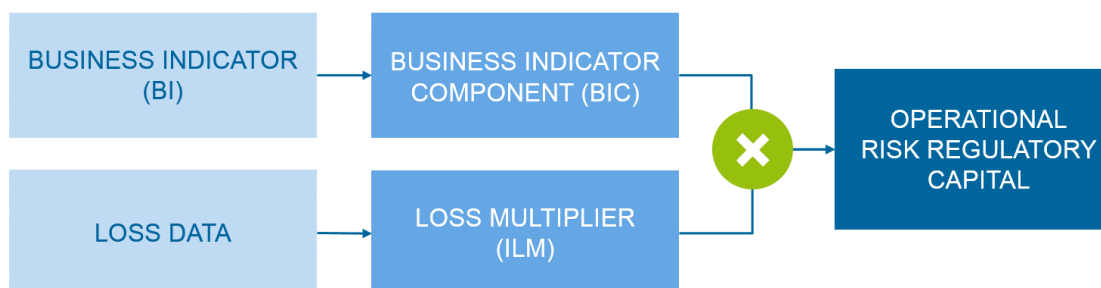 BUSINESS INDICATOR
(BI)
BUSINESS INDICATOR
COMPONENT (BIC)
OPERATIONAL
RISK REGULATORY
CAPITAL
LOSS DATA
LOSS MULTIPLIER
(ILM)